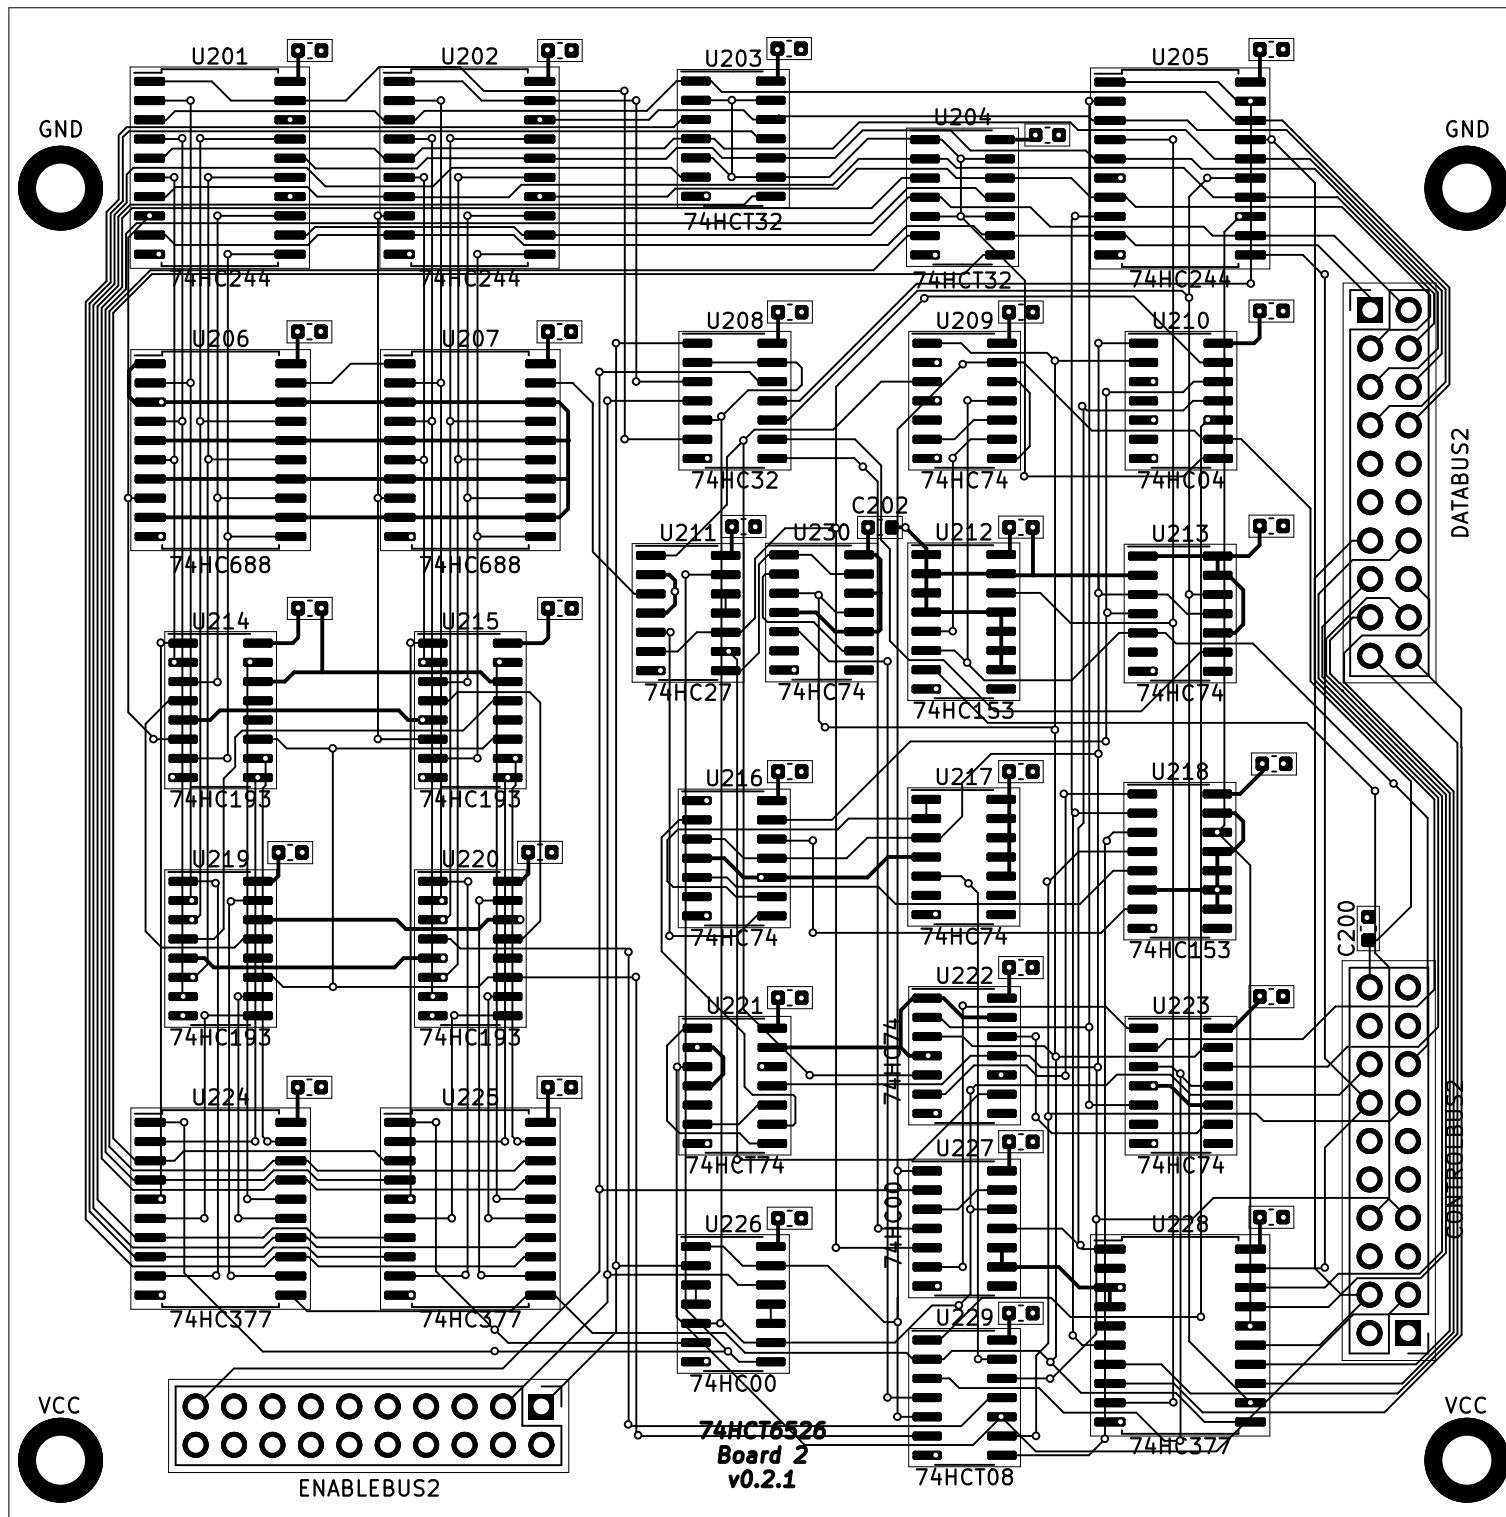 U201
U202
U203
U205
GND
U204
GND
74HCT32
74HC244
74HC244
74HCT32
74HC244
U206
U207
U208
U209
U210
74HC32
74HC74
74HC04
DATABUS2
C202
U211
U230
U212
U213
74HC688
74HC688
U214
U215
74HC27
74HC74
74HC153
74HC74
U216
U217
U218
74HC193
74HC193
U219
U220
C200
74HC74
74HC74
74HC153
U221
U222
U223
74HC193
74HC193
74HC74
U224
U225
CONTROLBUS2
U227
74HCT74
74HC74
74HC00
U226
U228
74HC377
74HC377
U229
74HC00
VCC
VCC
74HCT6526
Board 2
v0.2.1
74HC377
74HCT08
ENABLEBUS2